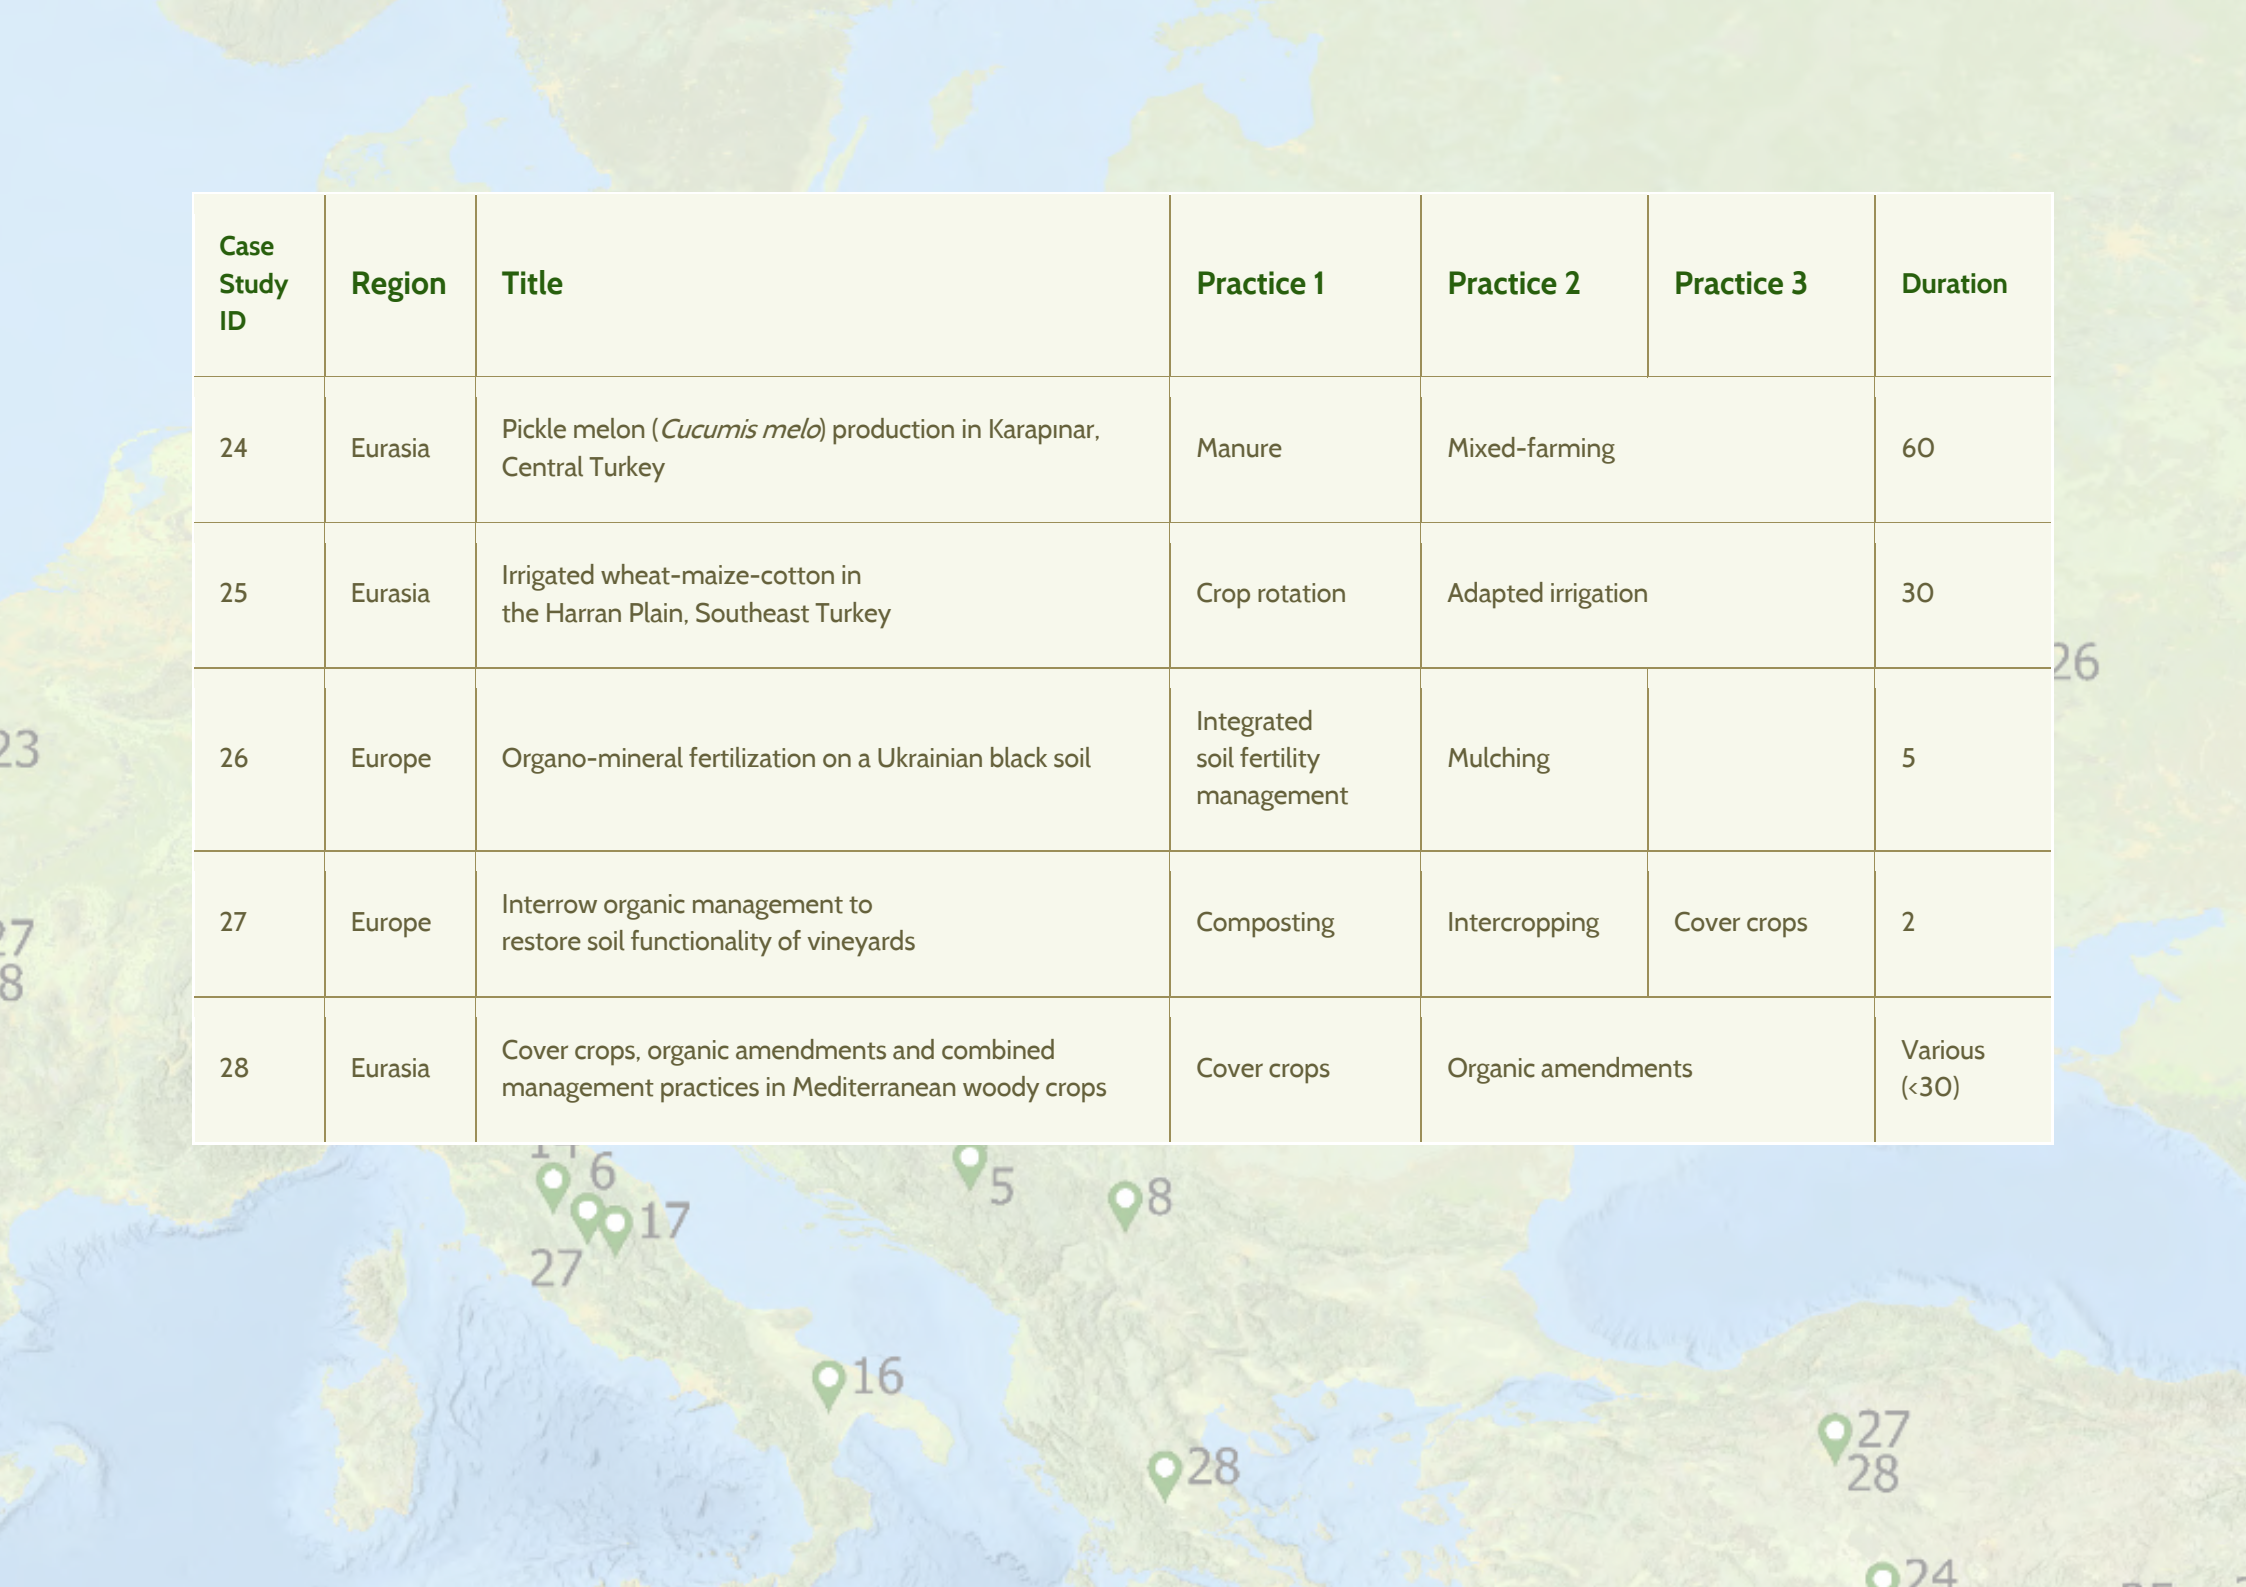 Case
Study
ID
Region
Title
Practice 1
Practice 2
Practice 3
Duration
24
Eurasia
Pickle melon (Cucumis melo) production in Karapınar,
Central Turkey
Manure
Mixed-farming
60
25
Eurasia
Irrigated wheat-maize-cotton in
the Harran Plain, Southeast Turkey
Crop rotation
Adapted irrigation
30
26
Europe
Organo-mineral fertilization on a Ukrainian black soil
Integrated
soil fertility
management
Mulching
5
27
Europe
Interrow organic management to
restore soil functionality of vineyards
Composting
Intercropping
Cover crops
2
28
Eurasia
Cover crops, organic amendments and combined
management practices in Mediterranean woody crops
Cover crops
Organic amendments
Various
(<30)
26
23
27
8
6
5
8
17
27
16
28
27
28
24